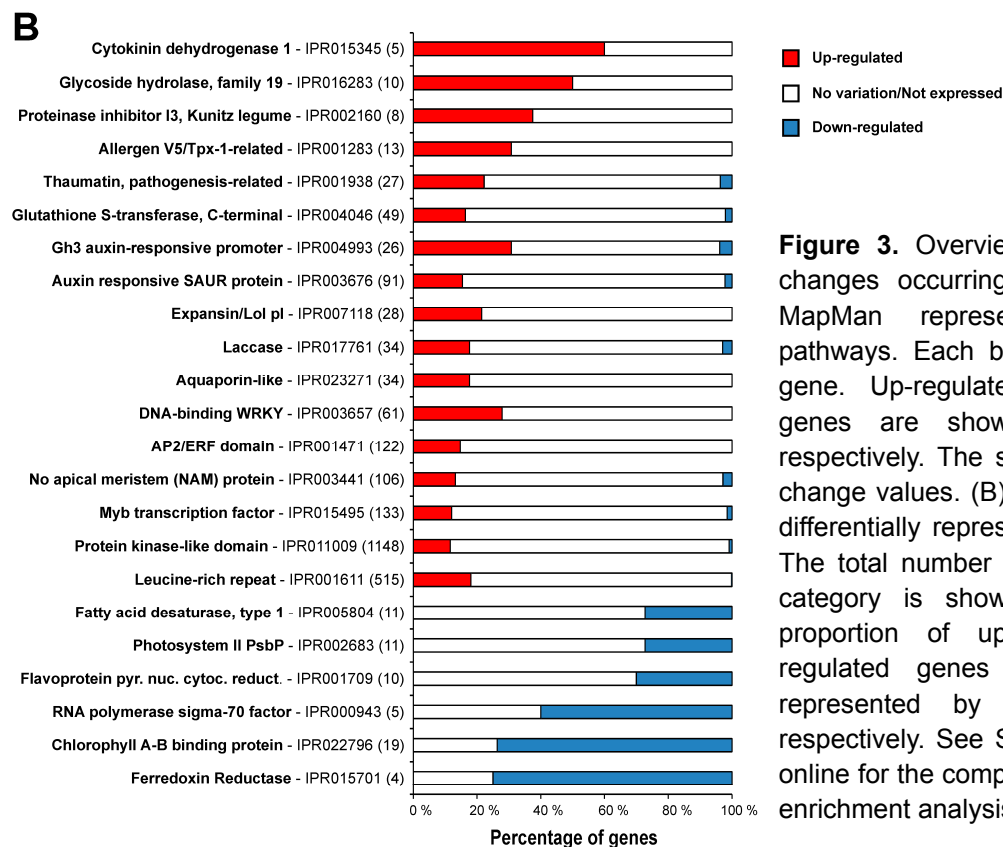 B
Cytokinin dehydrogenase 1 - IPR015345 (5)
Glycoside hydrolase, family 19 - IPR016283 (10)
Proteinase inhibitor I3, Kunitz legume - IPR002160 (8)
Allergen V5/Tpx-1-related - IPR001283 (13)
Thaumatin, pathogenesis-related - IPR001938 (27)
Glutathione S-transferase, C-terminal - IPR004046 (49)
Gh3 auxin-responsive promoter - IPR004993 (26)
Auxin responsive SAUR protein - IPR003676 (91)
Expansin/Lol pI - IPR007118 (28)
Laccase - IPR017761 (34)
Aquaporin-like - IPR023271 (34)
DNA-binding WRKY - IPR003657 (61)
AP2/ERF domain - IPR001471 (122)
No apical meristem (NAM) protein - IPR003441 (106)
Myb transcription factor - IPR015495 (133)
Protein kinase-like domain - IPR011009 (1148)
Leucine-rich repeat - IPR001611 (515)
Fatty acid desaturase, type 1 - IPR005804 (11)
Photosystem II PsbP - IPR002683 (11)
Flavoprotein pyr. nuc. cytoc. reduct. - IPR001709 (10)
RNA polymerase sigma-70 factor - IPR000943 (5)
Chlorophyll A-B binding protein - IPR022796 (19)
Ferredoxin Reductase - IPR015701 (4)
0 % 20 % 40 % 60 % 80 % 100 %
Percentage of genes
Up-regulated
No variation/Not expressed
Down-regulated
Figure 3. Overvie
changes occurring
MapMan represe
pathways. Each b
gene. Up-regulate
genes are show
respectively. The s
change values. (B)
differentially repres
The total number
category is show
proportion of up
regulated genes
represented by
respectively. See S
online for the comp
enrichment analysis